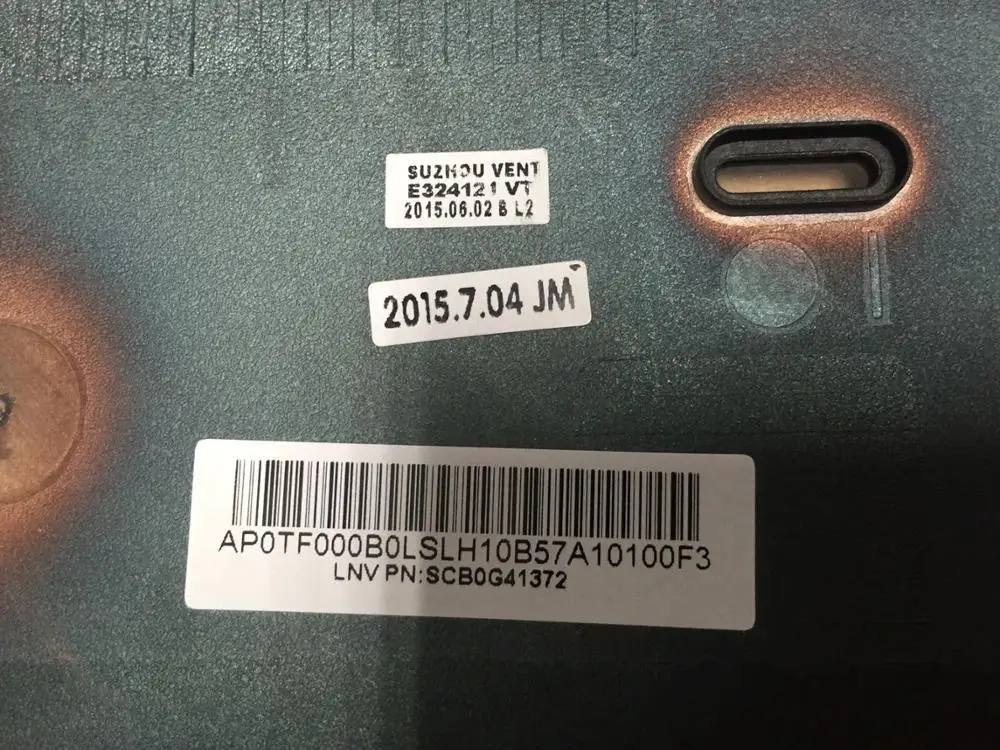 SUZHOU VENT
E324121 VT
2015.06.02 B L2
2015.7.04 JM
AP0TF000B0LSLH10B57A10100F3
LNV PN:SCB0G41372